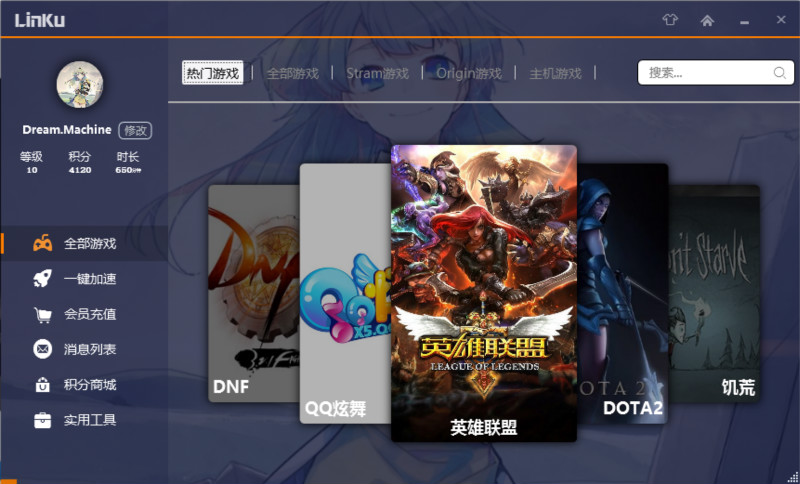 LinKu
热门游戏
全部游戏
Stram游戏
Origin游戏
主机游戏
搜索...
Dream.Machine
修改
等级
积分
时长
10
4120
全部游戏
一键加速
会员充值
消息列表
积分商城
实用工具
DNF
X5.QQ
QQ炫舞
英雄联盟
LEAGUE OF LEGENDS
英雄联盟
DOTA 2
DOTA2
n't Starve
饥荒